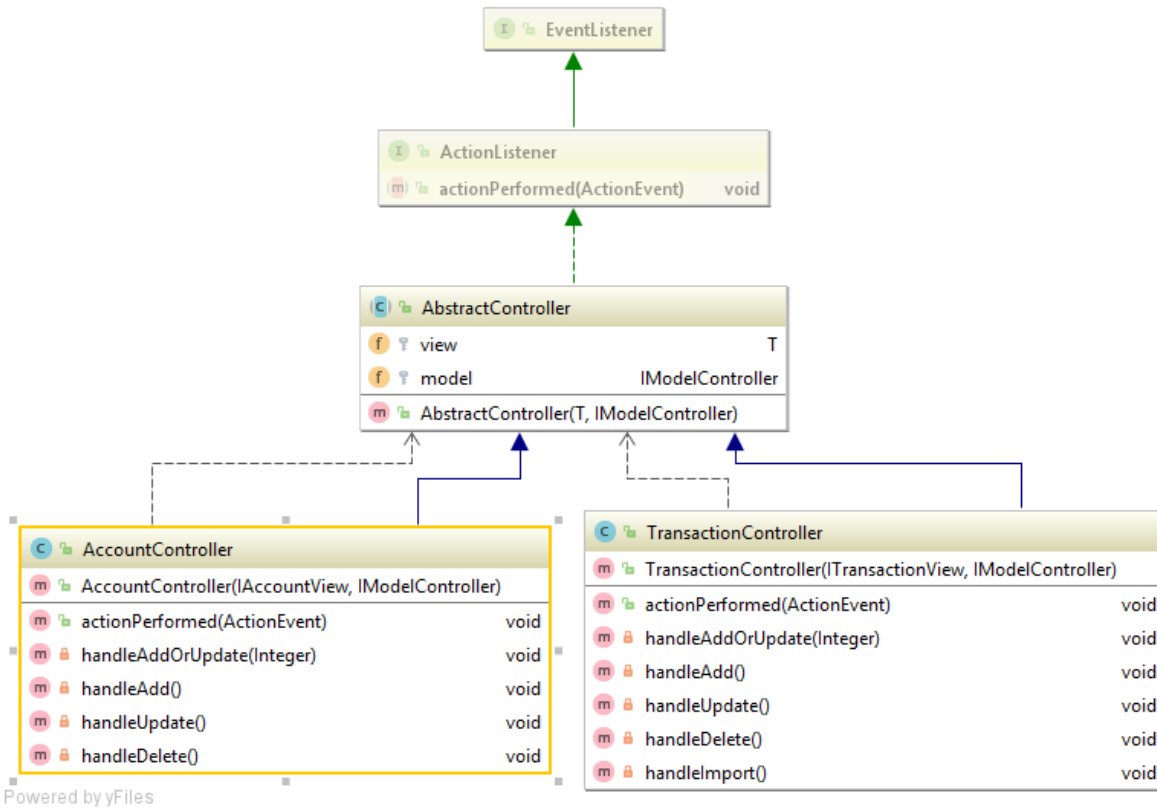 EventListener
ActionListener
actionPerformed(ActionEvent) void
AbstractController
view T
model IModelController
AbstractController(T, IModelController)
AccountController
AccountController(IAccountView, IModelController)
actionPerformed(ActionEvent) void
handleAddOrUpdate(Integer) void
handleAdd() void
handleUpdate() void
handleDelete() void
TransactionController
TransactionController(ITransactionView, IModelController)
actionPerformed(ActionEvent) void
handleAddOrUpdate(Integer) void
handleAdd() void
handleUpdate() void
handleDelete() void
handleImport() void
Powered by yFiles